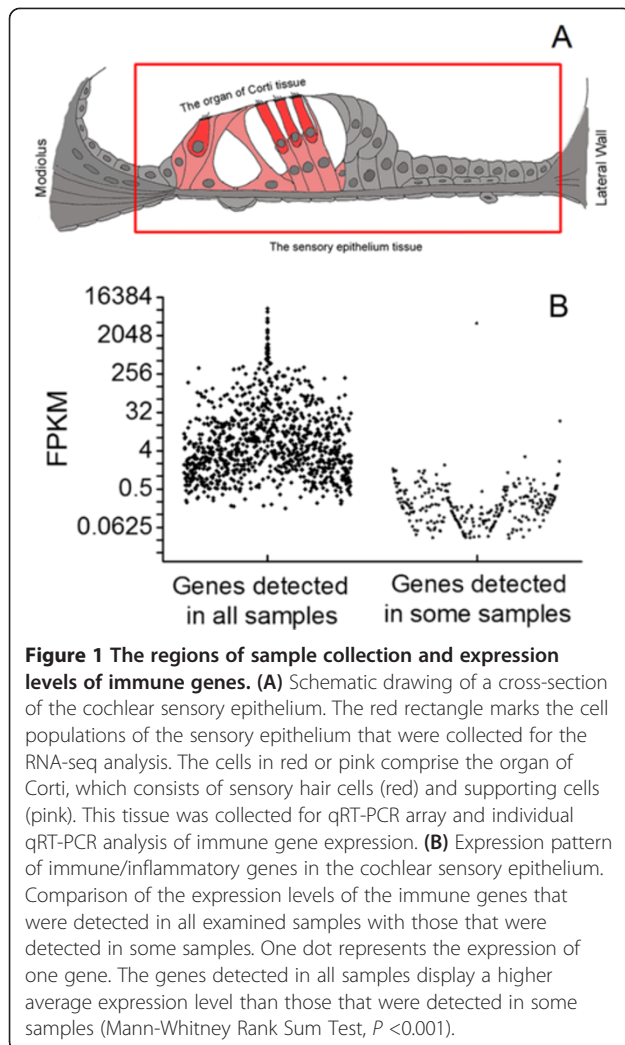 A
The organ of Corti tissue
Modiolus
Lateral Wall
The sensory epithelium tissue
B
FPKM
16384
2048
256
32
4
0.5
0.0625
Genes detected
in all samples
Genes detected
in some samples
Figure 1 The regions of sample collection and expression
levels of immune genes. (A) Schematic drawing of a cross-section
of the cochlear sensory epithelium. The red rectangle marks the cell
populations of the sensory epithelium that were collected for the
RNA-seq analysis. The cells in red or pink comprise the organ of
Corti, which consists of sensory hair cells (red) and supporting cells
(pink). This tissue was collected for qRT-PCR array and individual
qRT-PCR analysis of immune gene expression. (B) Expression pattern
of immune/inflammatory genes in the cochlear sensory epithelium.
Comparison of the expression levels of the immune genes that
were detected in all examined samples with those that were
detected in some samples. One dot represents the expression of
one gene. The genes detected in all samples display a higher
average expression level than those that were detected in some
samples (Mann-Whitney Rank Sum Test, P <0.001).